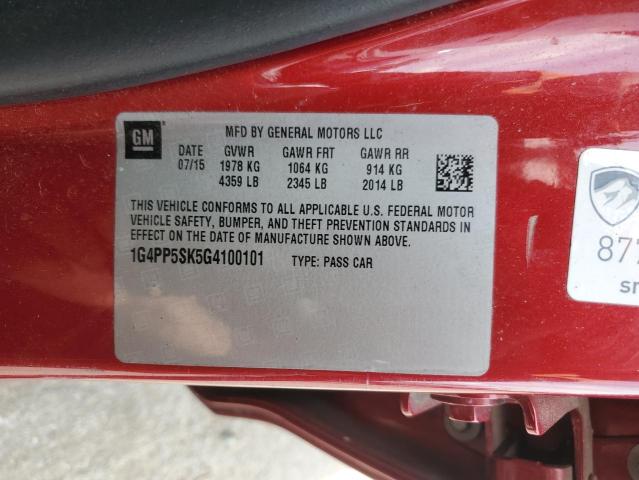 GM
MFD BY GENERAL MOTORS LLC
DATE GVWR GAWR FRT GAWR RR
07/15 1978 KG 1064 KG 914 KG
4359 LB 2345 LB 2014 LB
THIS VEHICLE CONFORMS TO ALL APPLICABLE U.S. FEDERAL MOTOR
VEHICLE SAFETY, BUMPER, AND THEFT PREVENTION STANDARDS IN
EFFECT ON THE DATE OF MANUFACTURE SHOWN ABOVE.
1G4PP5SK5G4100101 TYPE: PASS CAR